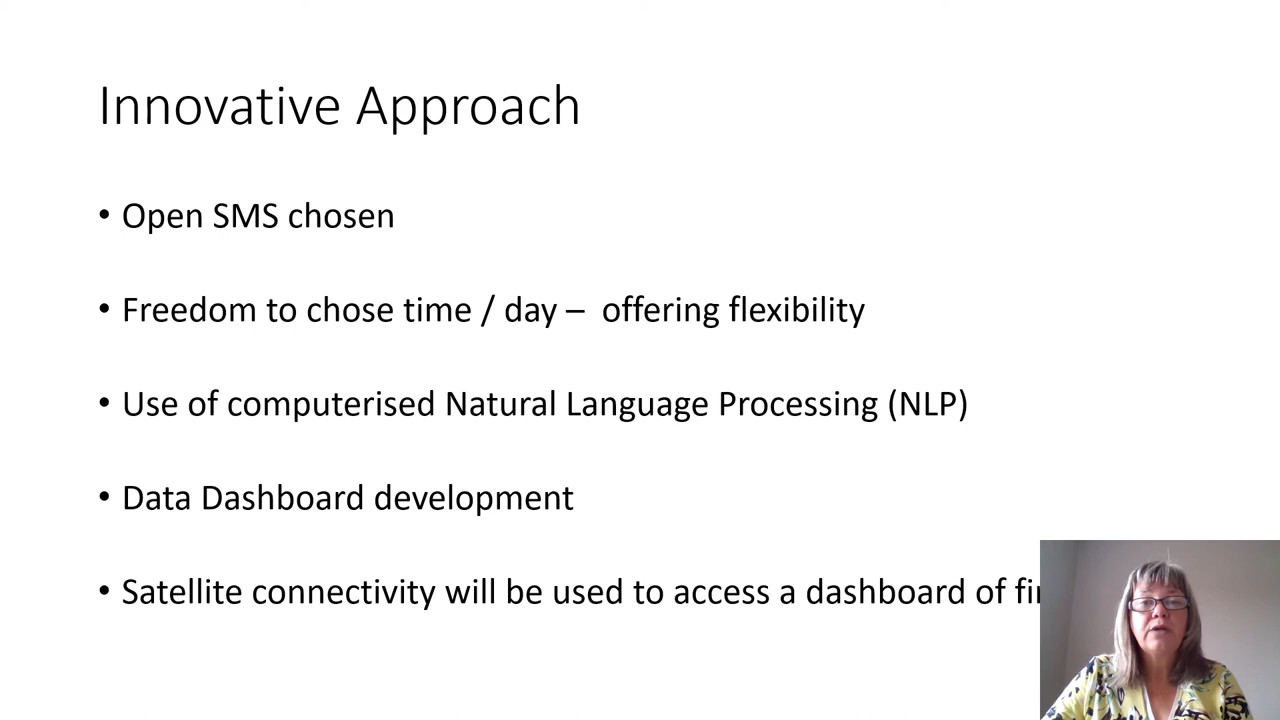 Innovative Approach
• Open SMS chosen
• Freedom to chose time / day – offering flexibility
• Use of computerised Natural Language Processing (NLP)
• Data Dashboard development
• Satellite connectivity will be used to access a dashboard of